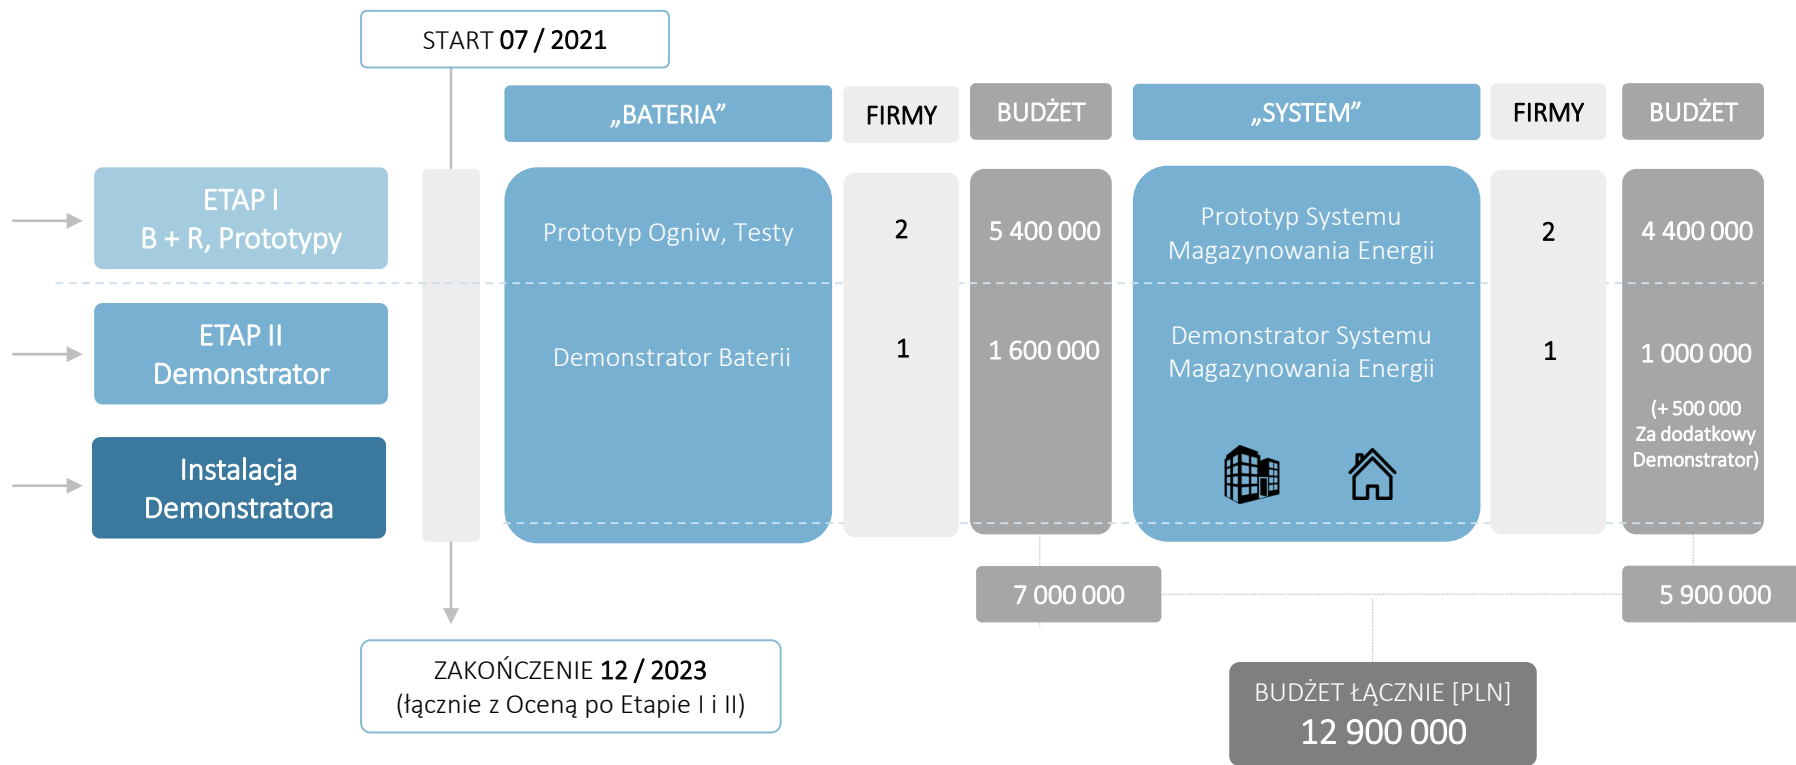 START 07 / 2021
„BATERIA”
FIRMY
BUDŻET
„SYSTEM”
FIRMY
BUDŻET
ETAP I
B + R, Prototypy
Prototyp Ogniw, Testy
2
5 400 000
Prototyp Systemu
Magazynowania Energii
2
4 400 000
ETAP II
Demonstrator
Demonstrator Baterii
1
1 600 000
Demonstrator Systemu
Magazynowania Energii
1
1 000 000
(+ 500 000
Za dodatkowy
Demonstrator)
Instalacja
Demonstratora
7 000 000
5 900 000
ZAKOŃCZENIE 12 / 2023
(łącznie z Oceną po Etapie I i II)
BUDŻET ŁĄCZNIE [PLN]
12 900 000